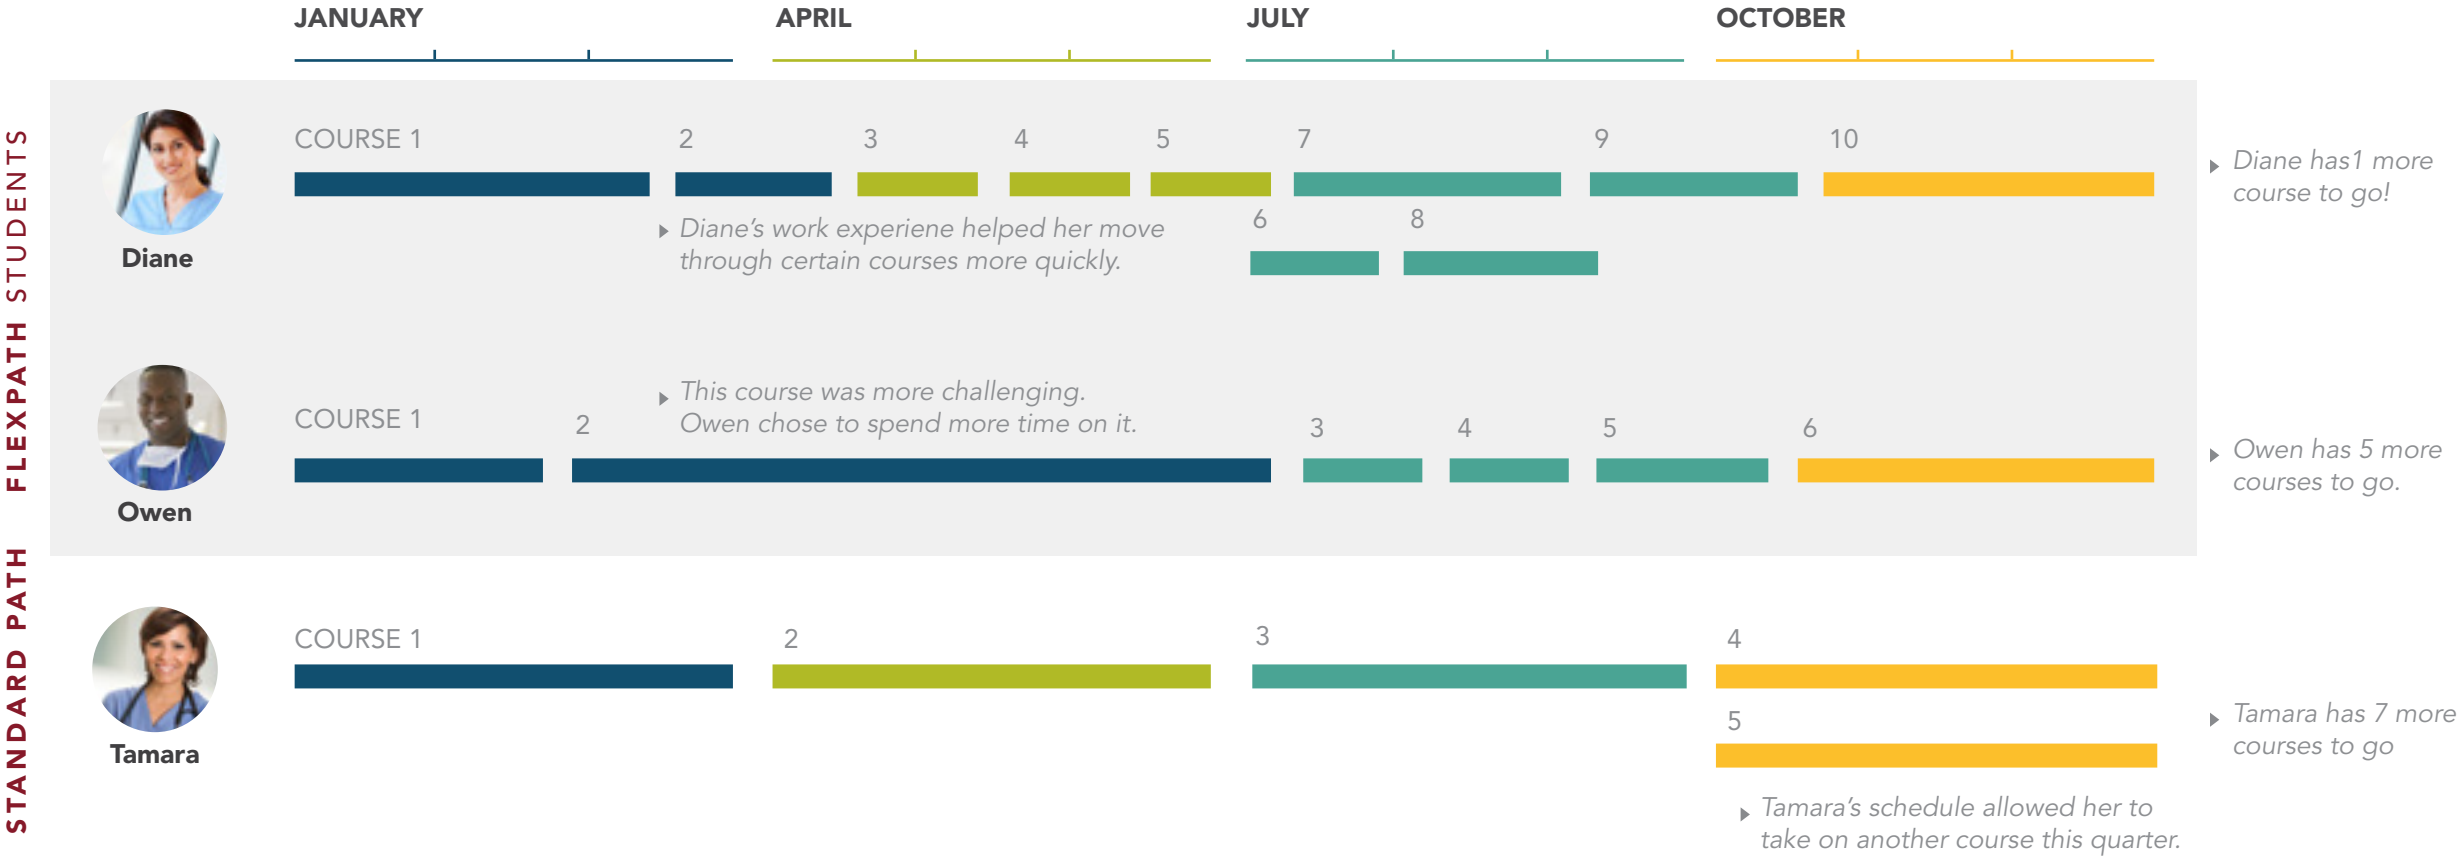 JANUARY
APRIL
JULY
OCTOBER
FLEXPATH STUDENTS
COURSE 1
2
3
4
5
7
9
10
6
8
Diane
Diane's work experiene helped her move
through certain courses more quickly.
Diane has1 more
course to go!
COURSE 1
2
This course was more challenging.
Owen chose to spend more time on it.
3
4
5
6
Owen
Owen has 5 more
courses to go.
STANDARD PATH
COURSE 1
2
3
4
5
Tamara
Tamara has 7 more
courses to go
Tamara's schedule allowed her to
take on another course this quarter.